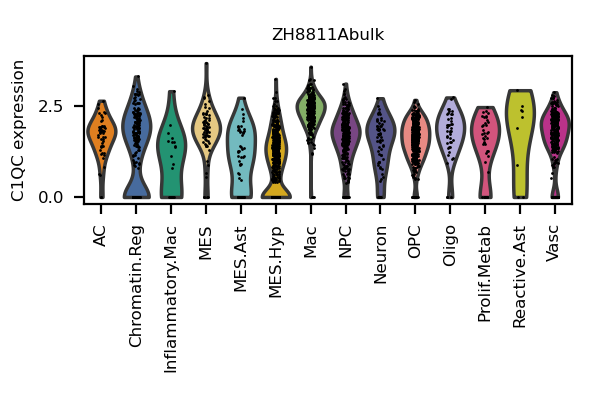 ZH8811Abulk
C1QC expression
2.5
0.0
AC
Chromatin.Reg
Inflammatory.Mac
MES
MES.Ast
MES.Hyp
Mac
NPC
Neuron
OPC
Oligo
Prolif.Metab
Reactive.Ast
Vasc